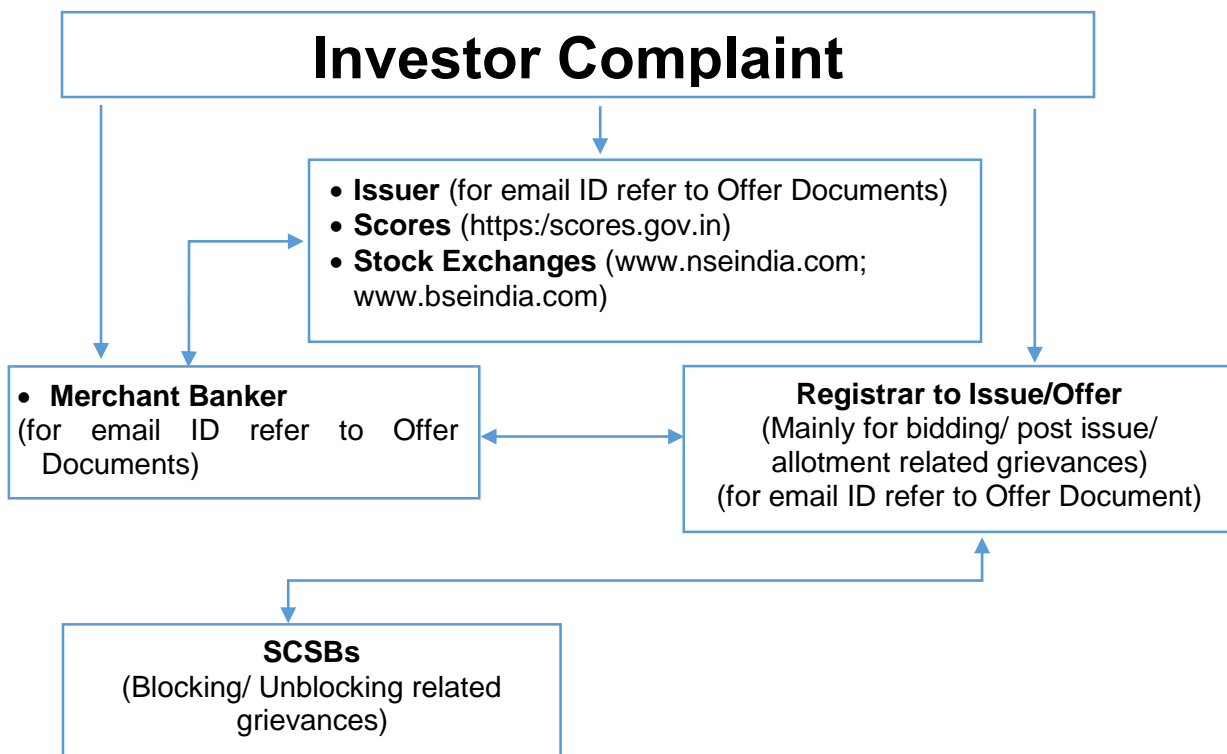 Investor Complaint
• Issuer (for email ID refer to Offer Documents)
• Scores (https:/scores.gov.in)
• Stock Exchanges (www.nseindia.com;
www.bseindia.com)
• Merchant Banker
(for email ID refer to Offer
Documents)
Registrar to Issue/Offer
(Mainly for bidding/ post issue/
allotment related grievances)
(for email ID refer to Offer Document)
SCSBs
(Blocking/ Unblocking related
grievances)